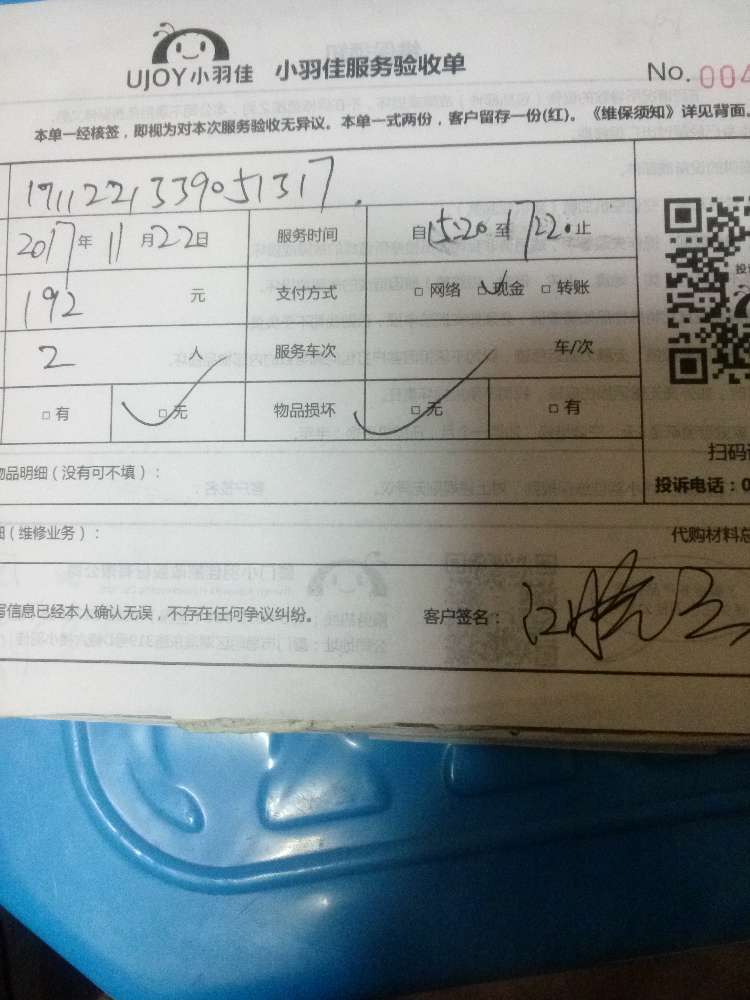 UJOY小羽佳 小羽佳服务验收单 No. 004
本单一经核签，即视为对本次服务验收无异议。本单一式两份，客户留存一份(红)。《维保须知》详见背面。
1711221339051317.
2017年11月22日 服务时间 自15:20至17:22.止
192 元 支付方式 □网络 □现金 □转账
2 人 服务车次 车/次
□有 □无 物品损坏 □无 □有
扫码
物品明细（没有可不填）： 投诉电话：0
（维修业务）： 代购材料总
写信息已经本人确认无误，不存在任何争议纠纷。 客户签名：